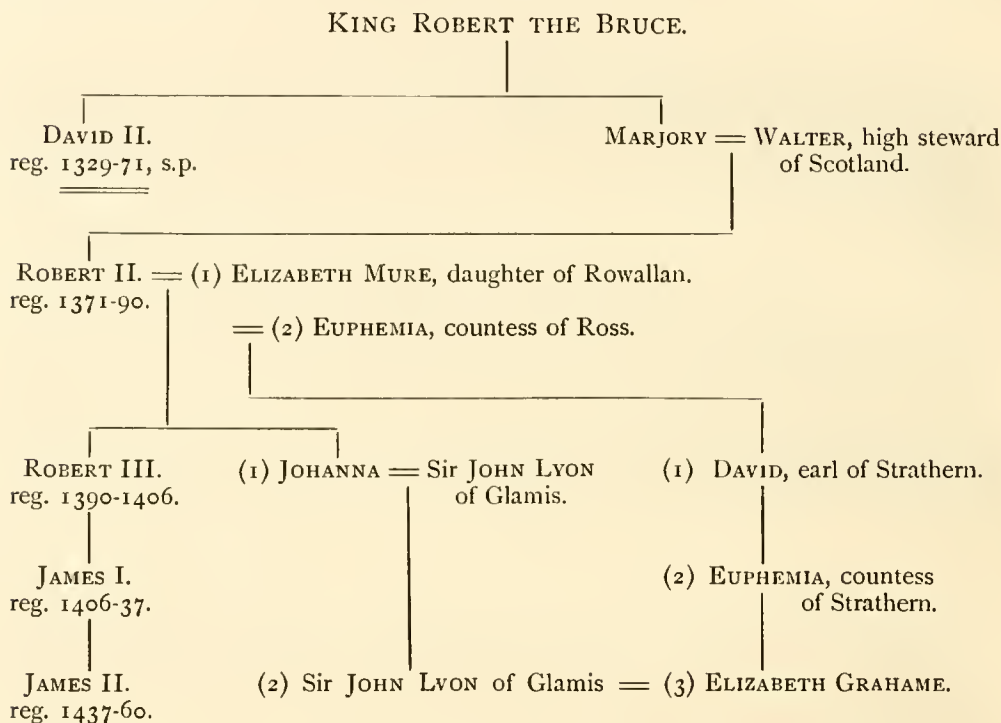 KING ROBERT THE BRUCE.
DAVID II.
reg. 1329-71, s.p.
MARJORY = WALTER, high steward
of Scotland.
ROBERT II. = (1) ELIZABETH MURE, daughter of Rowallan.
reg. 1371-90.
= (2) EUPHEMIA, countess of Ross.
ROBERT III.
reg. 1390-1406.
(1) JOHANNA = Sir JOHN LYON
of Glamis.
(1) DAVID, earl of Strathern.
JAMES I.
reg. 1406-37.
(2) EUPHEMIA, countess
of Strathern.
JAMES II.
reg. 1437-60.
(2) Sir JOHN LYON of Glamis = (3) ELIZABETH GRAHAME.